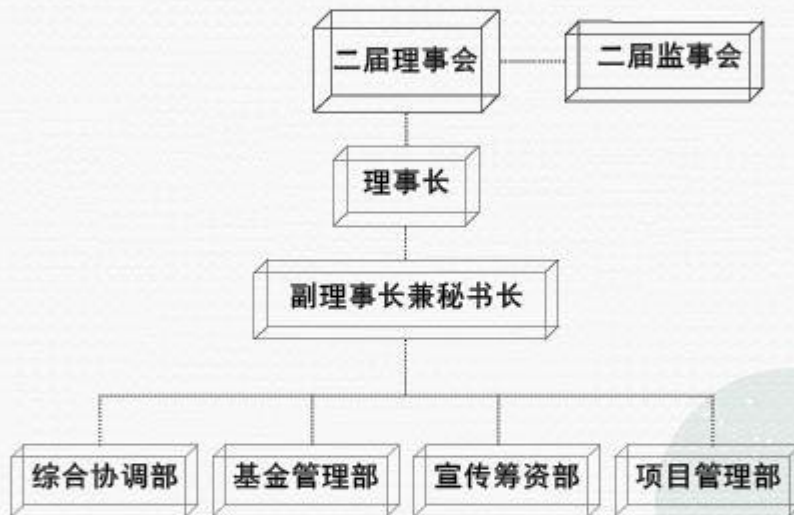 二届理事会
二届监事会
理事长
副理事长兼秘书长
综合协调部
基金管理部
宣传筹资部
项目管理部